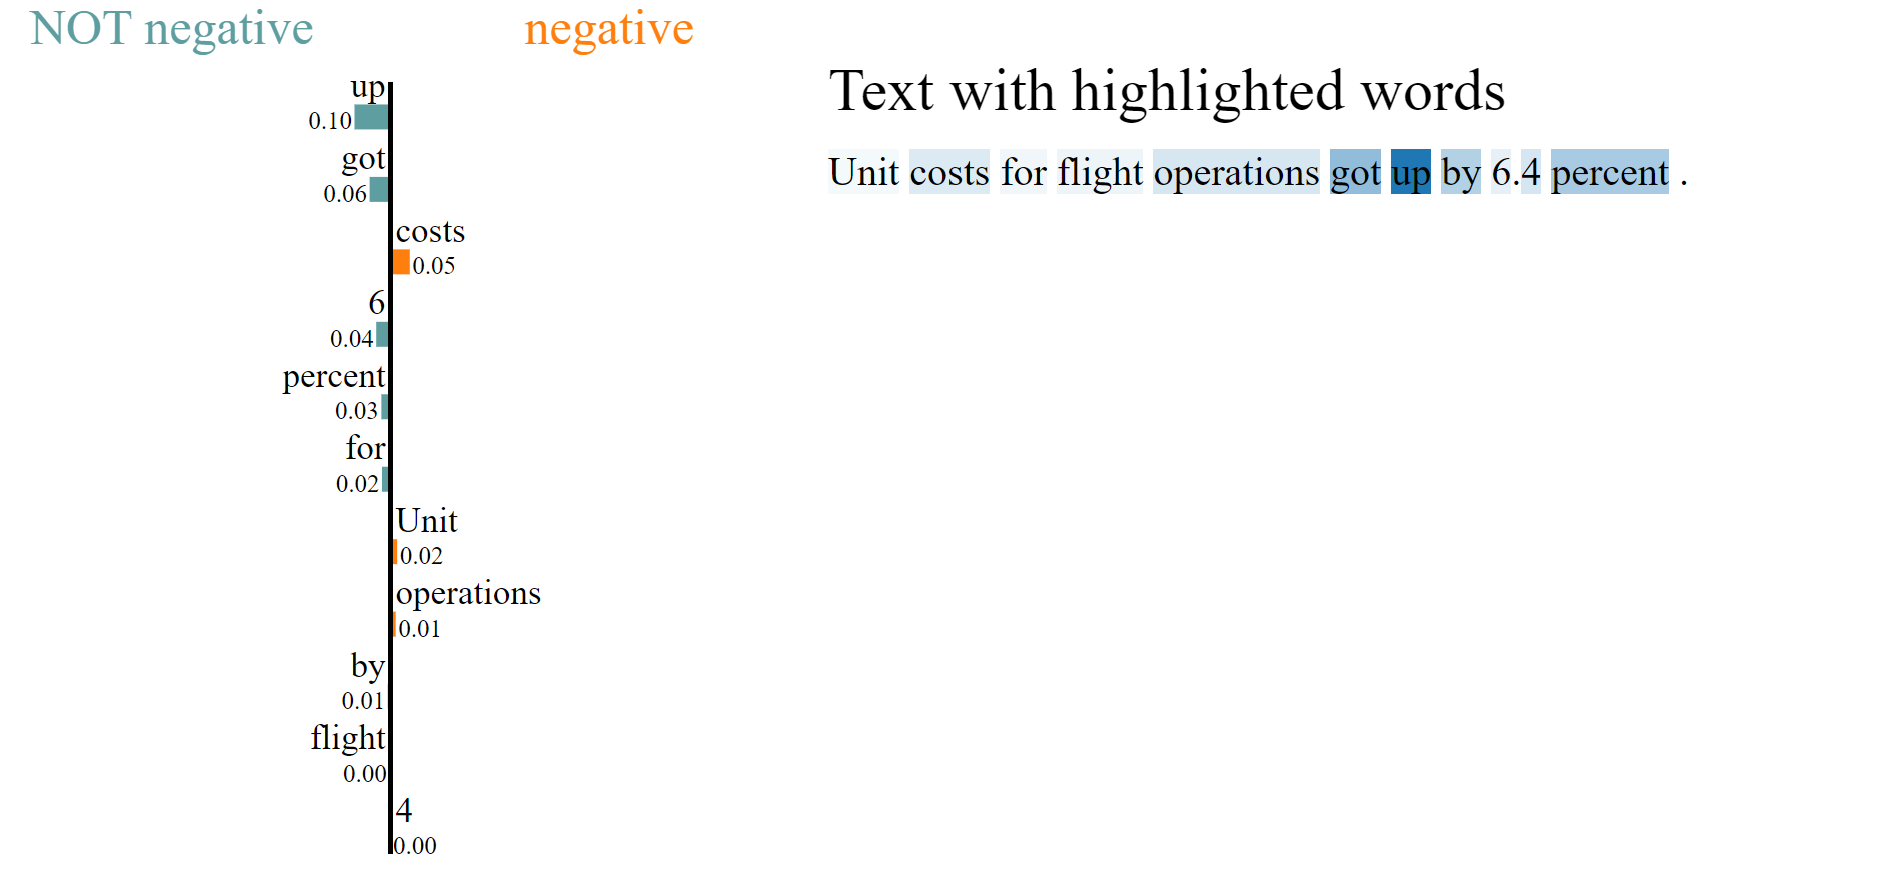 NOT negative
negative
up
0.10
got
0.06
costs
0.05
6
0.04
percent
0.03
for
0.02
Unit
0.02
operations
0.01
by
0.01
flight
0.00
4
0.00
Text with highlighted words
Unit costs for flight operations got up by 6.4 percent .